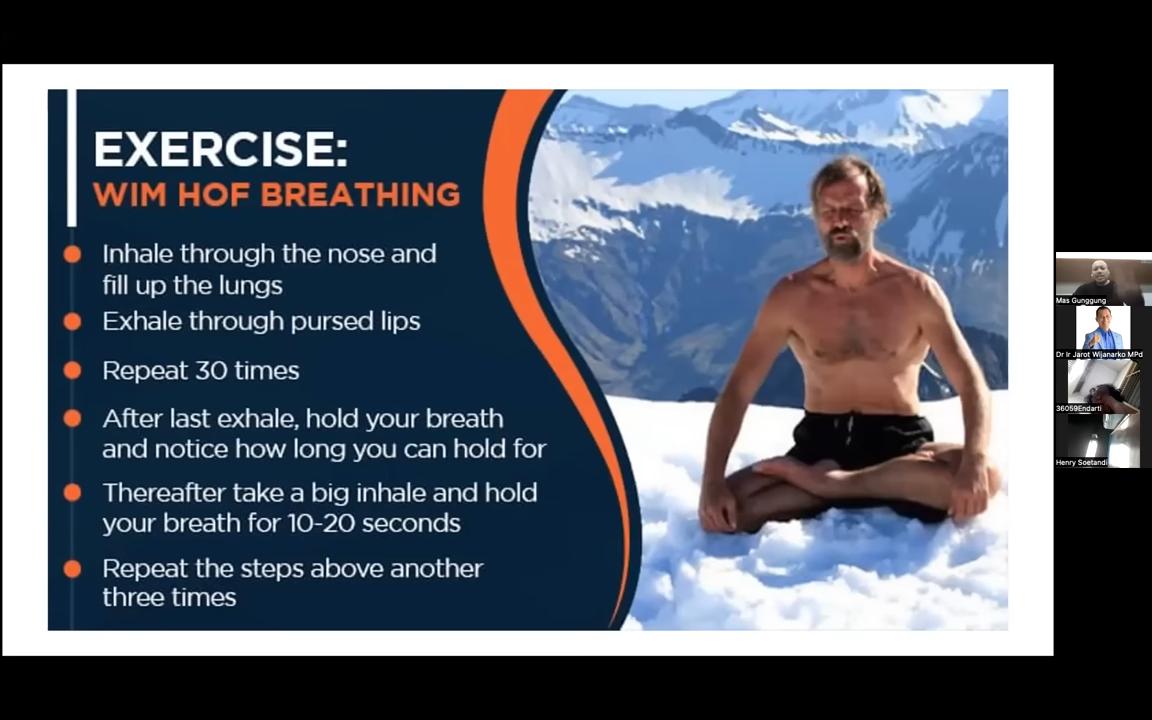 EXERCISE:
WIM HOF BREATHING
Inhale through the nose and
fill up the lungs
Exhale through pursed lips
Repeat 30 times
After last exhale, hold your breath
and notice how long you can hold for
Thereafter take a big inhale and hold
your breath for 10-20 seconds
Repeat the steps above another
three times
Mas Gunggung
Dr Ir Jarot Wijanarko MPd
36059Endarti
Henry Soetandi